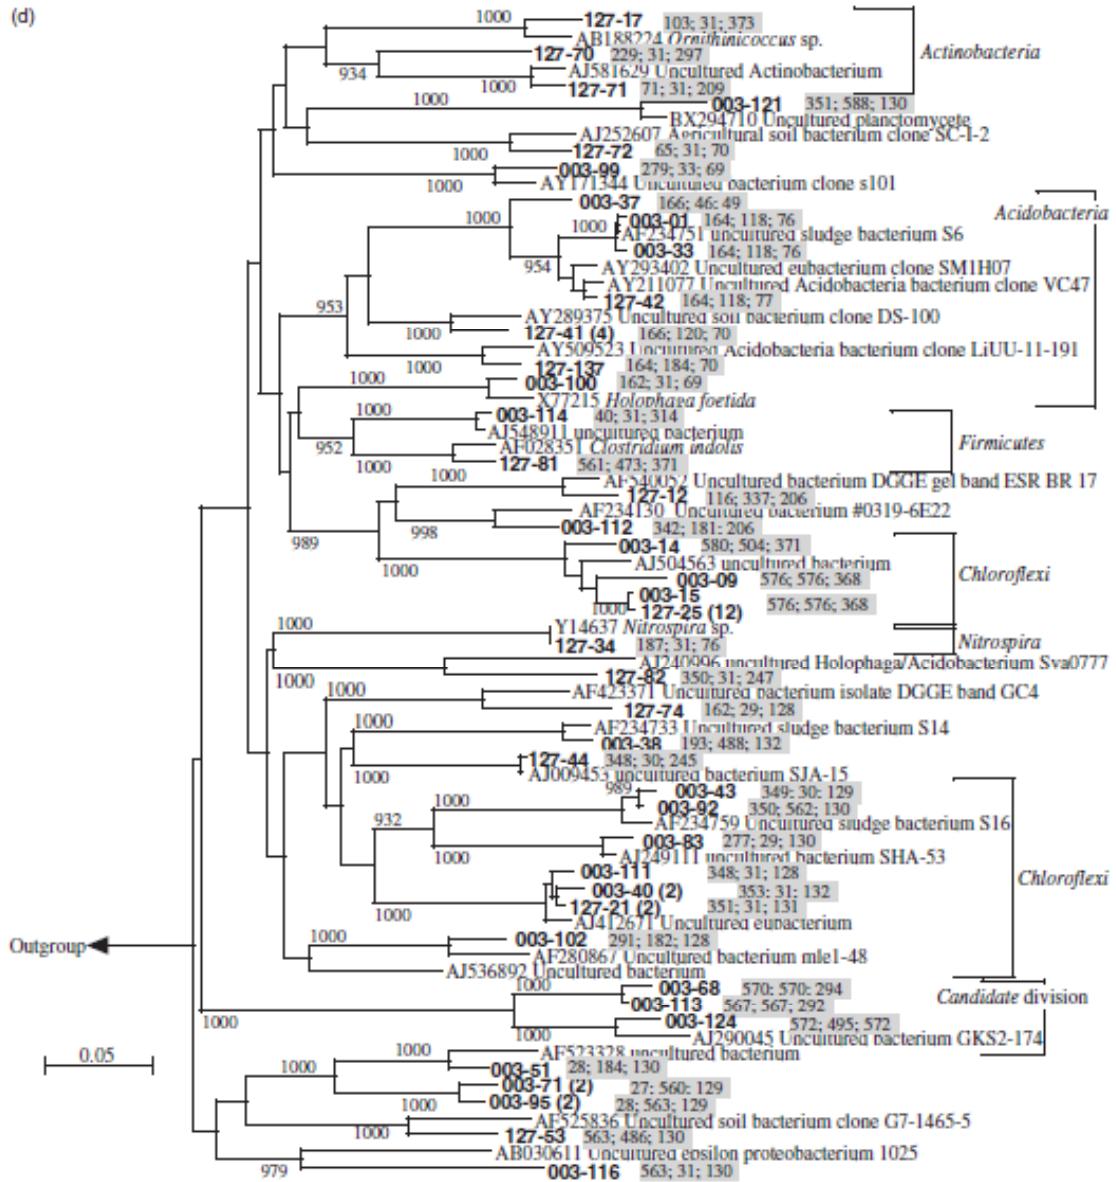 (d)
1000
127-17 103; 31; 373
AB188224 Ornithinicoccus sp.
127-70 229; 31; 297
Actinobacteria
934
AJ581629 Uncultured Actinobacterium
1000
127-71 71; 31; 209
1000
003-121 351; 588; 130
BX294710 Uncultured planctomycete
AJ252607 Agricultural soil bacterium clone SC-I-2
1000
127-72 65; 31; 70
003-99 279; 33; 69
1000
AY171344 Uncultured bacterium clone s101
003-37 166; 46; 49
Acidobacteria
1000
003-01 164; 118; 76
1000
AF234751 uncultured sludge bacterium S6
003-33 164; 118; 76
954
AY293402 Uncultured eubacterium clone SM1H07
AY211077 Uncultured Acidobacteria bacterium clone VC47
127-42 164; 118; 77
953
AY289375 Uncultured soil bacterium clone DS-100
1000
127-41 (4) 166; 120; 70
AY509523 Uncultured Acidobacteria bacterium clone LiUU-11-191
1000
127-137 164; 184; 70
1000
003-100 162; 31; 69
X77215 Holophaga foetida
1000
003-114 40; 31; 314
AJ548911 uncultured bacterium
Firmicutes
952
AF028351 Clostridium indolis
1000
127-81 561; 473; 371
1000
AF540052 Uncultured bacterium DGGE gel band ESR BR 17
127-12 116; 337; 206
AF234130 Uncultured bacterium #0319-6E22
998
003-112 342; 181; 206
989
003-14 580; 504; 371
1000
AJ504563 uncultured bacterium
Chloroflexi
003-09 576; 576; 368
003-15
576; 576; 368
1000
127-25 (12)
1000
Y14637 Nitrospira sp.
127-34 187; 31; 76
Nitrospira
AJ240996 uncultured Holophaga/Acidobacterium Sva0777
1000
127-82 350; 31; 247
1000
AF423371 Uncultured bacterium isolate DGGE band GC4
127-74 162; 29; 128
1000
AF234733 Uncultured sludge bacterium S14
003-38 193; 488; 132
127-44 348; 30; 245
1000
AJ009453 uncultured bacterium SJA-15
989
003-43 349; 30; 129
1000
003-92 350; 562; 130
932
AF234759 Uncultured sludge bacterium S16
003-83 277; 29; 130
1000
AJ249111 uncultured bacterium SHA-53
003-111 348; 31; 128
Chloroflexi
003-40 (2) 353; 31; 132
127-21 (2) 351; 31; 131
1000
AJ412671 Uncultured eubacterium
1000
003-102 291; 182; 128
Outgroup
AF280867 Uncultured bacterium mle1-48
AJ536892 Uncultured bacterium
1000
003-68 570; 570; 294
Candidate division
003-113 567; 567; 292
1000
003-124 572; 495; 572
1000
AJ290045 Uncultured bacterium GKS2-174
0.05
1000
AF523328 uncultured bacterium
1000
003-51 28; 184; 130
003-71 (2) 27; 560; 129
003-95 (2) 28; 563; 129
1000
AF525836 Uncultured soil bacterium clone G7-1465-5
1000
127-53 563; 486; 130
AB030611 Uncultured epsilon proteobacterium 1025
979
003-116 563; 31; 130